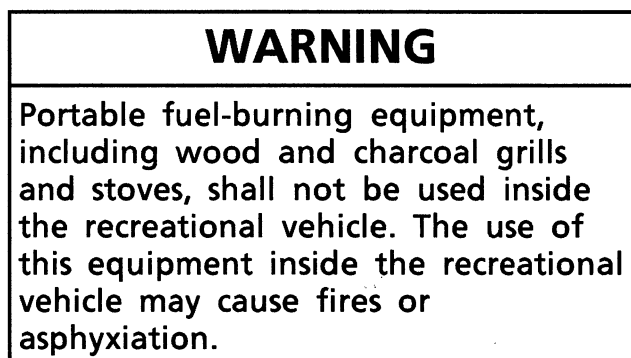 WARNING
Portable fuel-burning equipment,
including wood and charcoal grills
and stoves, shall not be used inside
the recreational vehicle. The use of
this equipment inside the recreational
vehicle may cause fires or
asphyxiation.